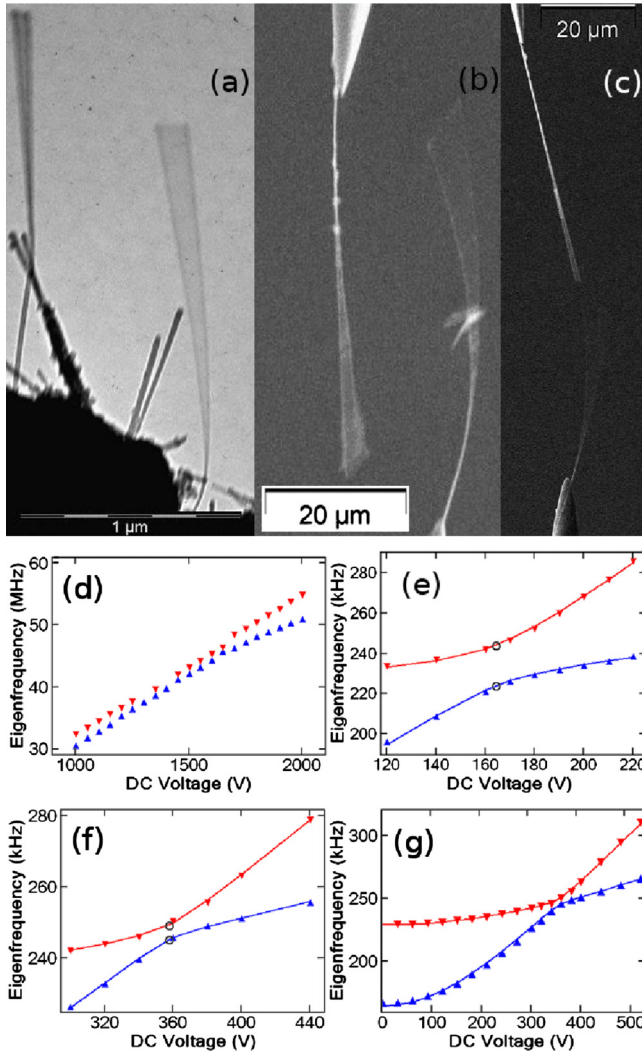 20 µm
(a)
(b)
(c)
1 µm
20 µm
(d)
Eigenfrequency (MHz)
60
50
40
30
1000
1500
2000
DC Voltage (V)
(e)
Eigenfrequency (kHz)
280
260
240
220
200
120
140
160
180
200
220
DC Voltage (V)
(f)
Eigenfrequency (kHz)
280
260
240
320
360
400
440
DC Voltage (V)
(g)
Eigenfrequency (kHz)
300
250
200
0
100
200
300
400
500
DC Voltage (V)